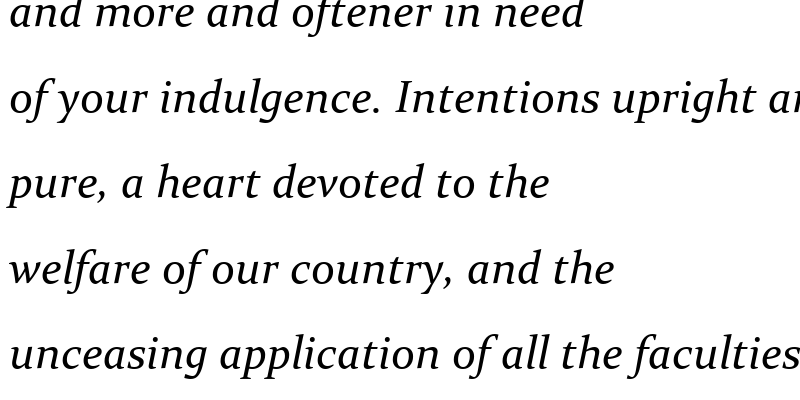 and more and oftener in need
of your indulgence. Intentions upright
pure, a heart devoted to the
welfare of our country, and the
unceasing application of all the faculties